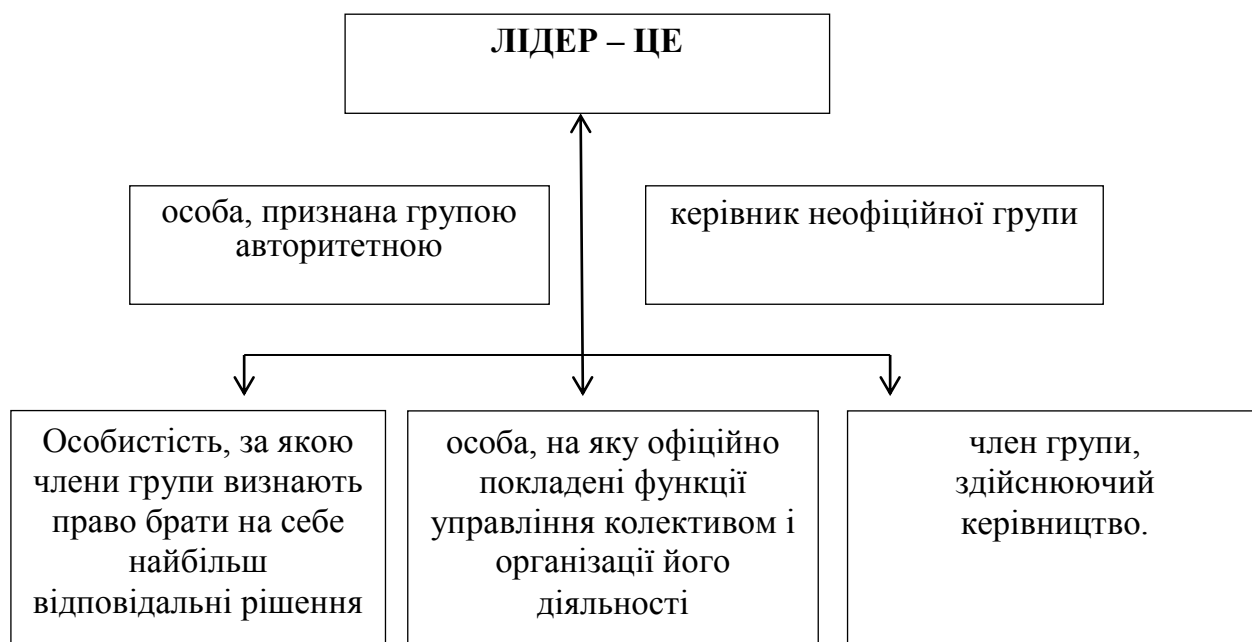 ЛІДЕР – ЦЕ
особа, признана групою
авторитетною
керівник неофіційної групи
Особистість, за якою
члени групи визнають
право брати на себе
найбільш
відповідальні рішення
особа, на яку офіційно
покладені функції
управління колективом і
організації його
діяльності
член групи,
здійснюючий
керівництво.